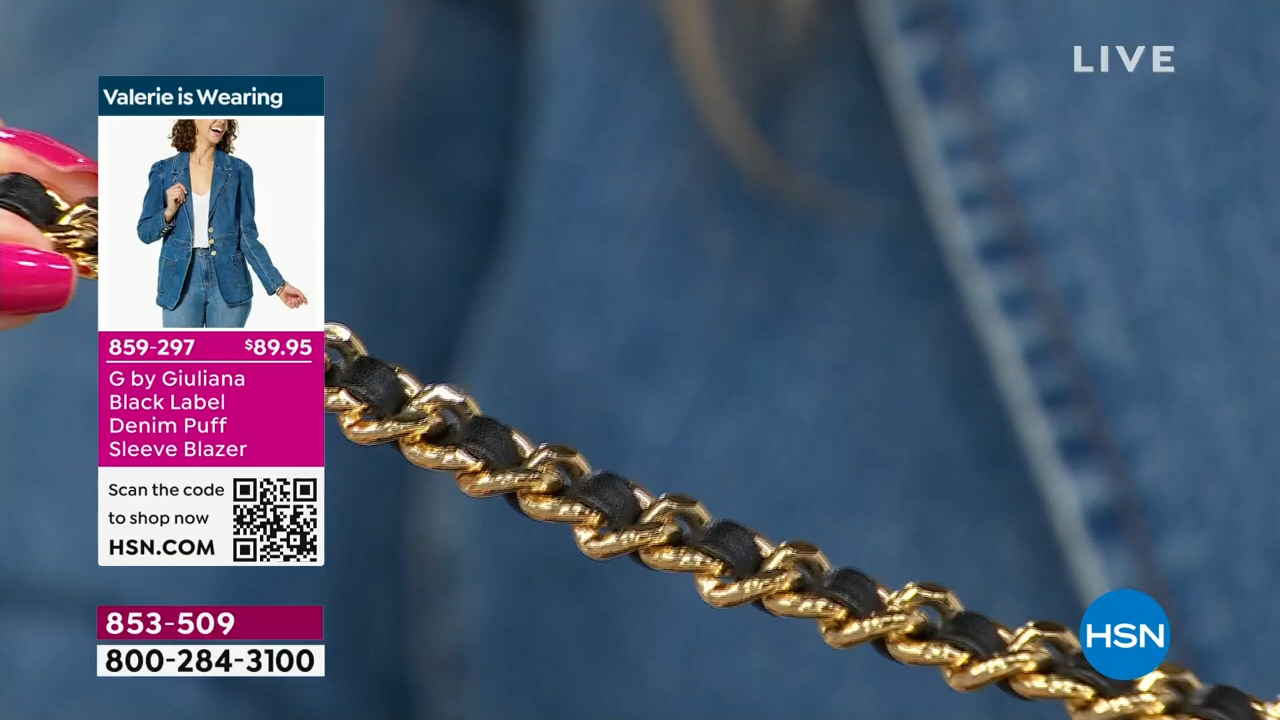 LIVE
Valerie is Wearing
859-297 $89.95
G by Giuliana
Black Label
Denim Puff
Sleeve Blazer
Scan the code
to shop now
HSN.COM
853-509
800-284-3100
HSN